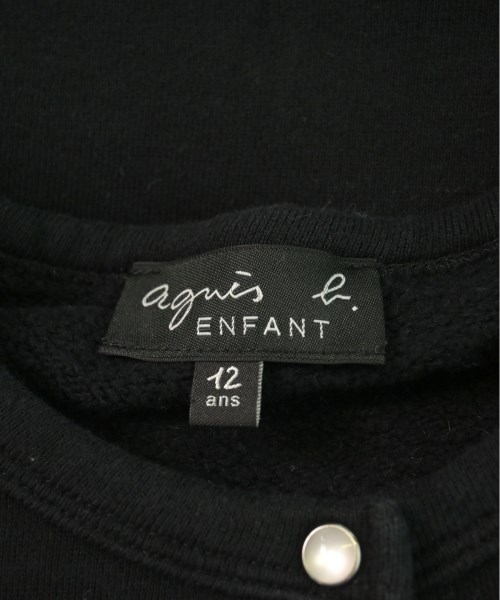 agnès b.
ENFANT
12
ans